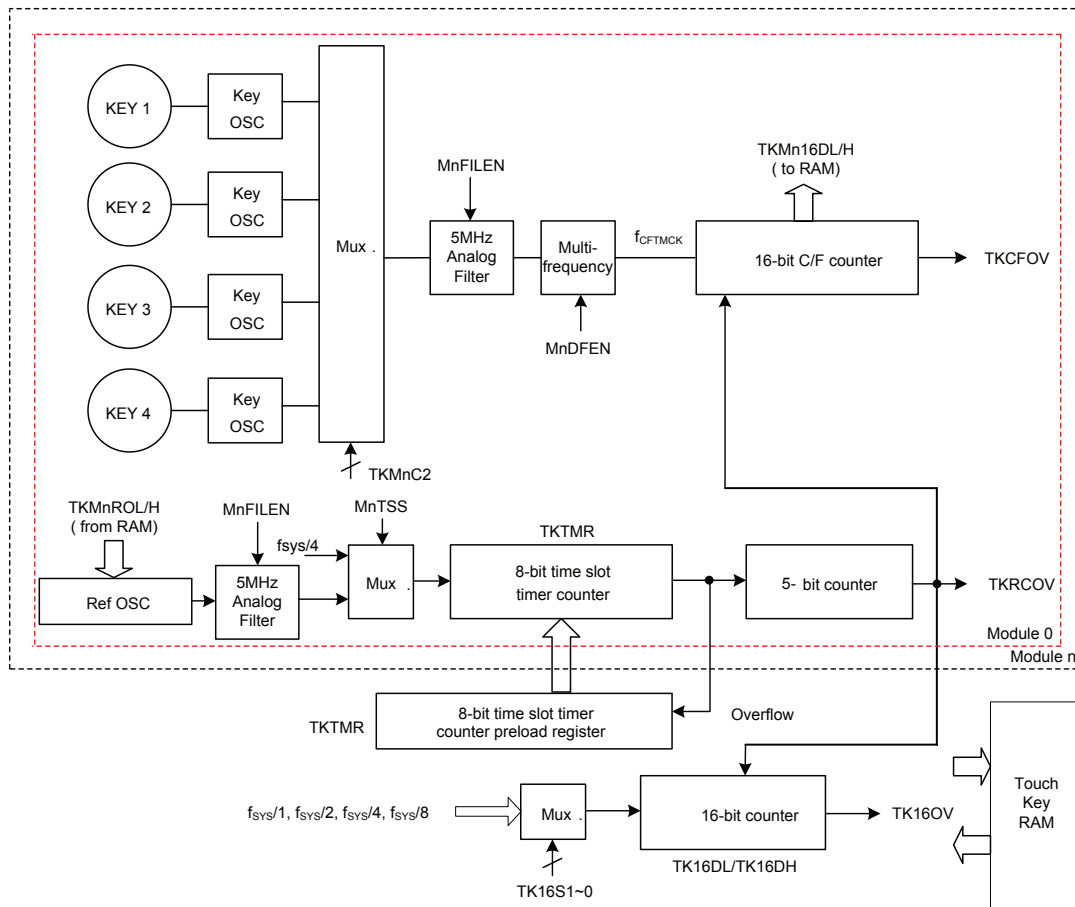 KEY 1
Key
OSC
KEY 2
Key
OSC
KEY 3
Key
OSC
KEY 4
Key
OSC
Mux .
TKMnC2
MnFILEN
5MHz
Analog
Filter
Multi-
frequency
MnDFEN
fCFTMCK
TKMn16DL/H
( to RAM)
16-bit C/F counter
TKCFOV
TKMnROL/H
( from RAM)
Ref OSC
MnFILEN
5MHz
Analog
Filter
fsys/4
MnTSS
Mux .
TKTMR
8-bit time slot
timer counter
5- bit counter
TKRCOV
Module 0
Module n
TKTMR
8-bit time slot timer
counter preload register
Overflow
fSYS/1, fSYS/2, fSYS/4, fSYS/8
Mux .
TK16S1~0
16-bit counter
TK16DL/TK16DH
TK16OV
Touch
Key
RAM